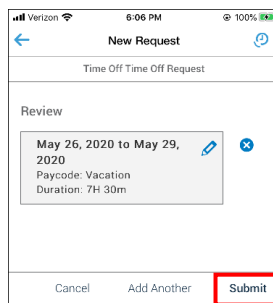 Verizon 6:06 PM 100%
New Request
Time Off Time Off Request
Review
May 26, 2020 to May 29,
2020
Paycode: Vacation
Duration: 7H 30m
Cancel Add Another Submit